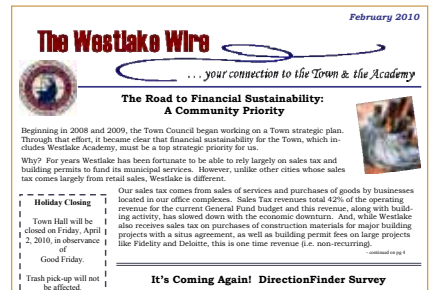 February 2010
The Westlake Wire
. . . your connection to the Town & the Academy
The Road to Financial Sustainability:
A Community Priority
Beginning in 2008 and 2009, the Town Council began working on a Town strategic plan.
Through that effort, it became clear that financial sustainability for the Town, which in-
cludes Westlake Academy, must be a top strategic priority for us.
Why? For years Westlake has been fortunate to be able to rely largely on sales tax and
building permits to fund its municipal services. However, unlike other cities whose sales
tax comes largely from retail sales, Westlake is different.
Our sales tax comes from sales of services and purchases of goods by businesses
located in our office complexes. Sales Tax revenues total 42% of the operating
revenue for the current General Fund budget and this revenue, along with build-
ing activity, has slowed down with the economic downturn. And, while Westlake
also receives sales tax on purchases of construction materials for major building
projects with a situs agreement, as well as building permit fees on large projects
like Fidelity and Deloitte, this is one time revenue (i.e. non-recurring).
- continued on pg 4
Holiday Closing
Town Hall will be
closed on Friday, April
2, 2010, in observance
of
Good Friday.
Trash pick-up will not
be affected.
It's Coming Again! DirectionFinder Survey